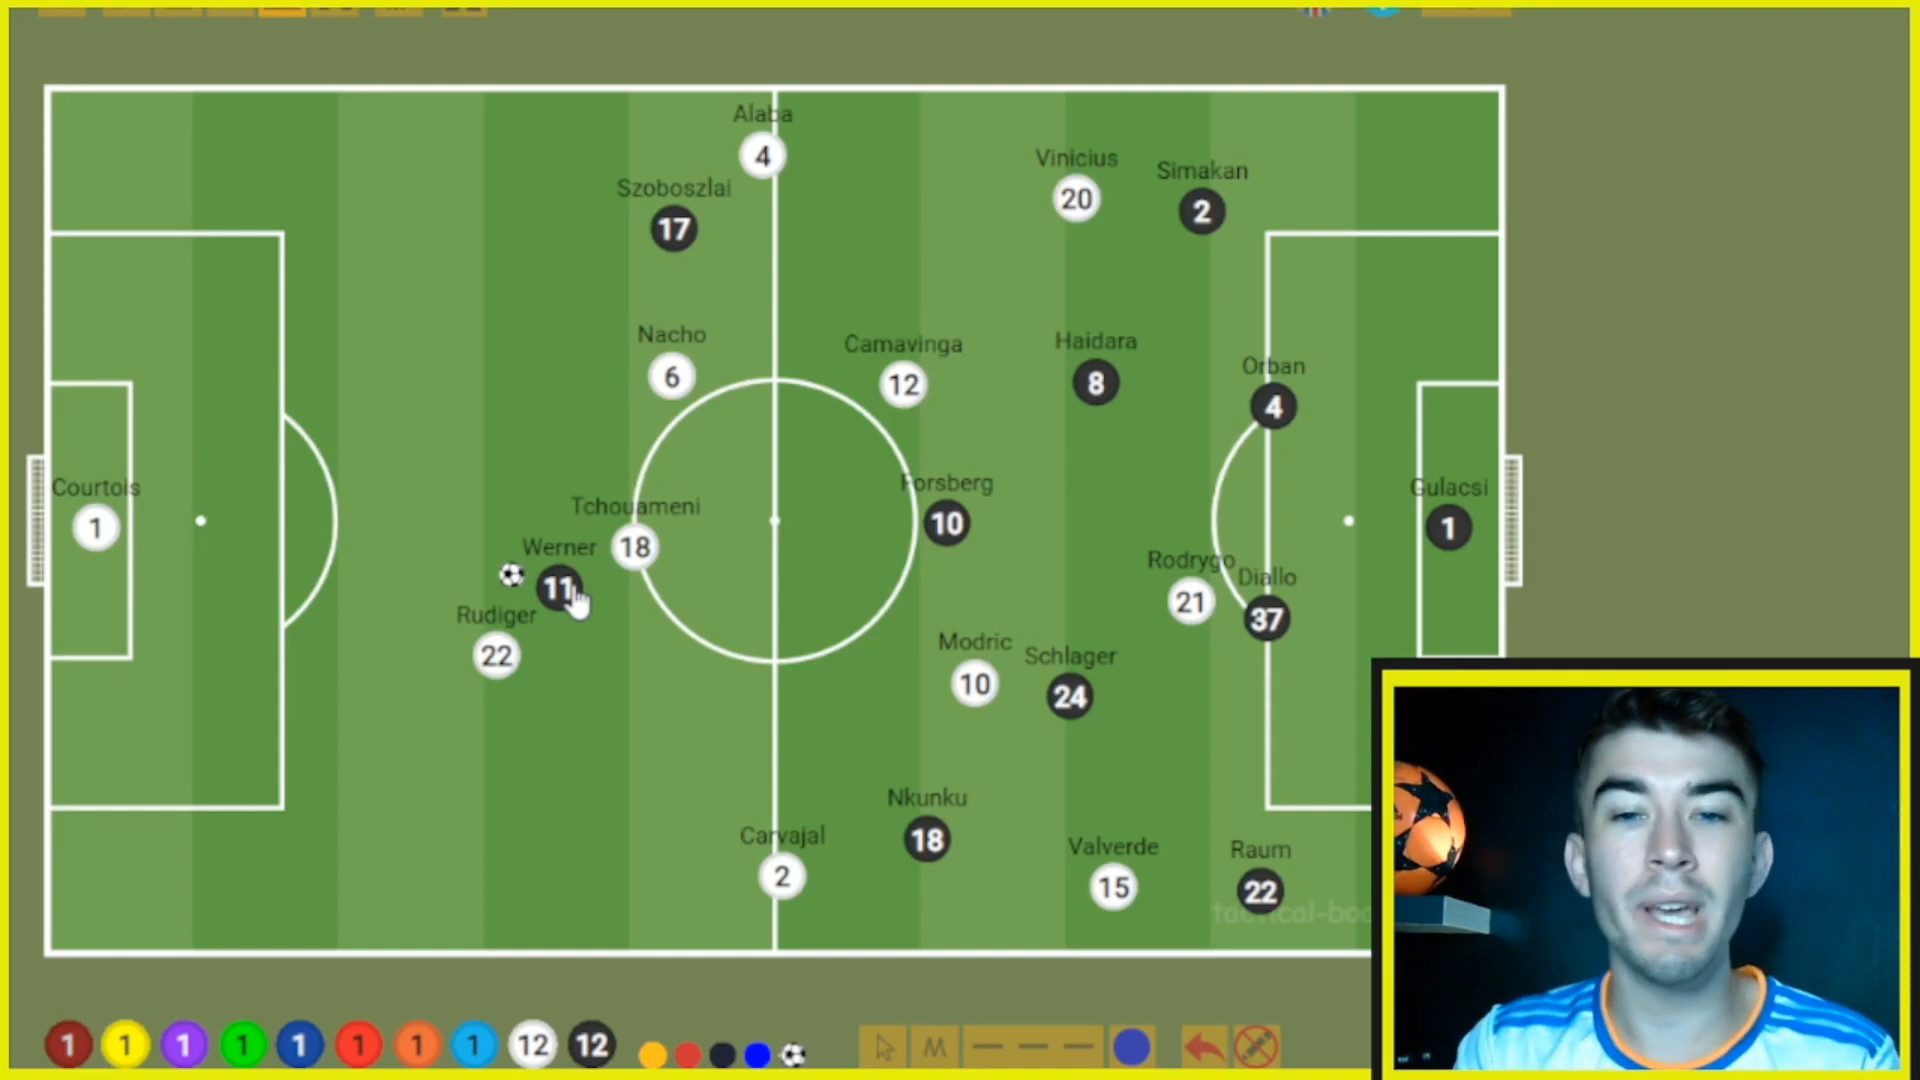 Alaba
4
Vinicius
20
Simakan
2
Szoboszlai
17
Nacho
6
Camavinga
12
Haidara
8
Orban
4
Courtois
1
Forsberg
10
Gulacsi
1
Tchouameni
18
Werner
11
Rodrygo
21
Diallo
37
Rudiger
22
Modric
10
Schlager
24
Nkunku
18
Carvajal
2
Valverde
15
Raum
22
1 1 1 1 1 1 1 1 12 12
M